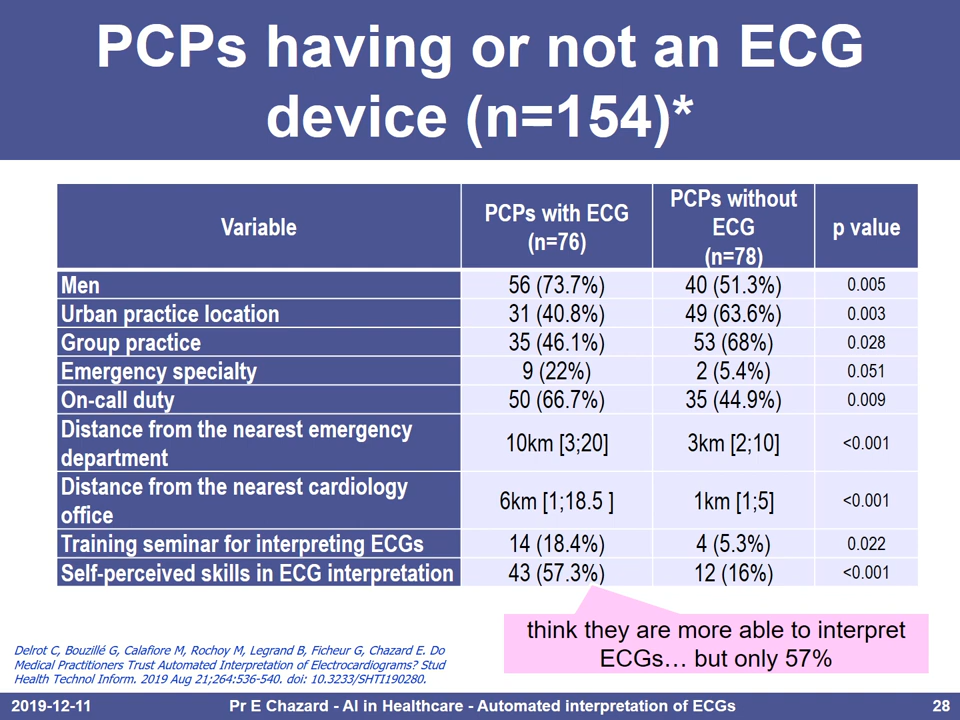 PCPs having or not an ECG
device (n=154)*
Variable PCPs with ECG (n=76) PCPs without ECG (n=78) p value
Men 56 (73.7%) 40 (51.3%) 0.005
Urban practice location 31 (40.8%) 49 (63.6%) 0.003
Group practice 35 (46.1%) 53 (68%) 0.028
Emergency specialty 9 (22%) 2 (5.4%) 0.051
On-call duty 50 (66.7%) 35 (44.9%) 0.009
Distance from the nearest emergency
department 10km [3;20] 3km [2;10] <0.001
Distance from the nearest cardiology
office 6km [1;18.5 ] 1km [1;5] <0.001
Training seminar for interpreting ECGs 14 (18.4%) 4 (5.3%) 0.022
Self-perceived skills in ECG interpretation 43 (57.3%) 12 (16%) <0.001
think they are more able to interpret
ECGs… but only 57%
Delrot C, Bouzillé G, Calafiore M, Rochoy M, Legrand B, Ficheur G, Chazard E. Do
Medical Practitioners Trust Automated Interpretation of Electrocardiograms? Stud
Health Technol Inform. 2019 Aug 21;264:536-540. doi: 10.3233/SHTI190280.
2019-12-11 Pr E Chazard - AI in Healthcare - Automated interpretation of ECGs 28